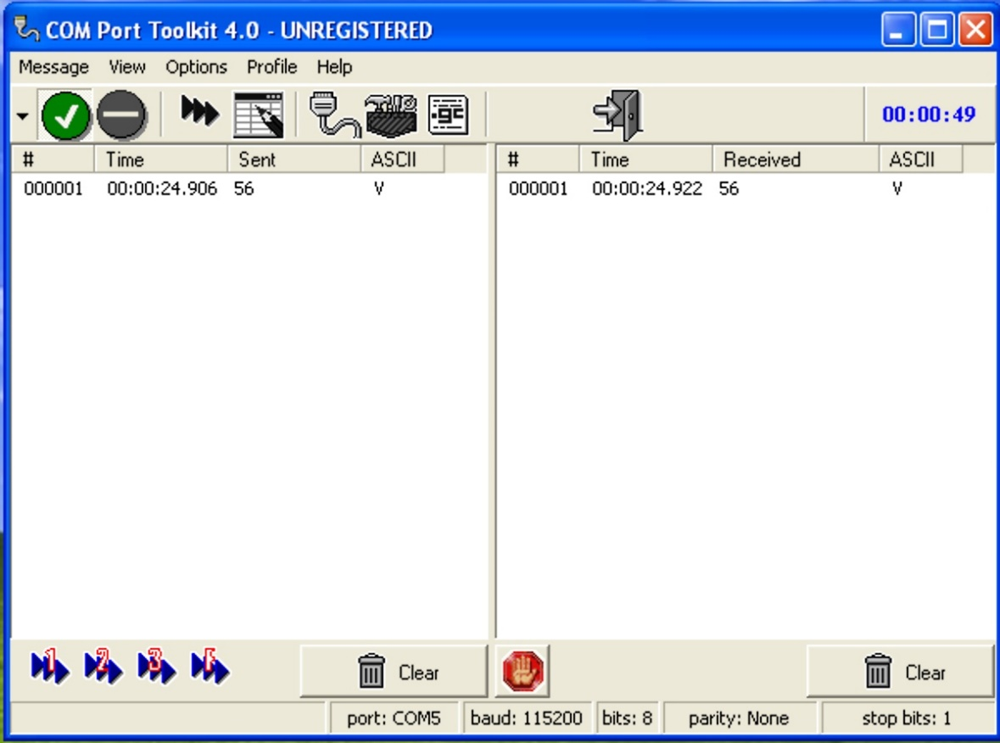 COM Port Toolkit 4.0 - UNREGISTERED
Message View Options Profile Help
.gc 00:00:49
# Time Sent ASCII # Time Received ASCII
000001 00:00:24.906 56 V 000001 00:00:24.922 56 V
1 2 3 F Clear Clear
port: COM5 baud: 115200 bits: 8 parity: None stop bits: 1